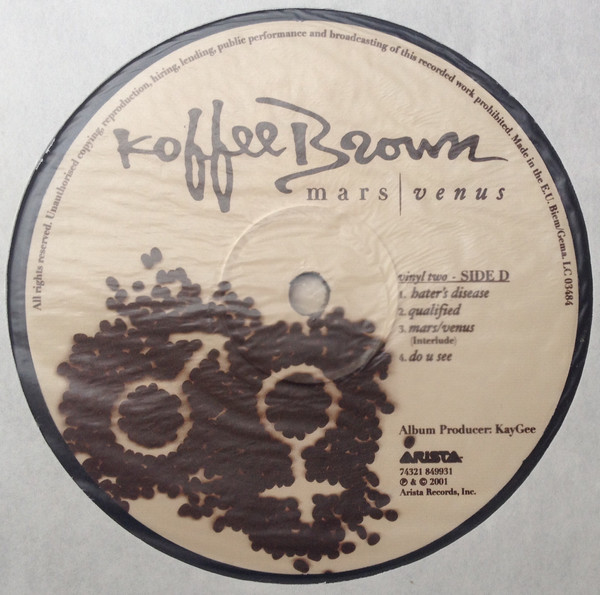 All rights reserved. Unauthorised copying, reproduction, hiring, lending, public performance and broadcasting of this recorded work prohibited. Made in the E.U. Biem/Gema. LC 03484
Koffee Brown
mars | venus
vinyl two - SIDE D
1. hater's disease
2. qualified
3. mars/venus
(Interlude)
4. do u see
Album Producer: KayGee
ARISTA
74321 849931
℗ & © 2001
Arista Records, Inc.